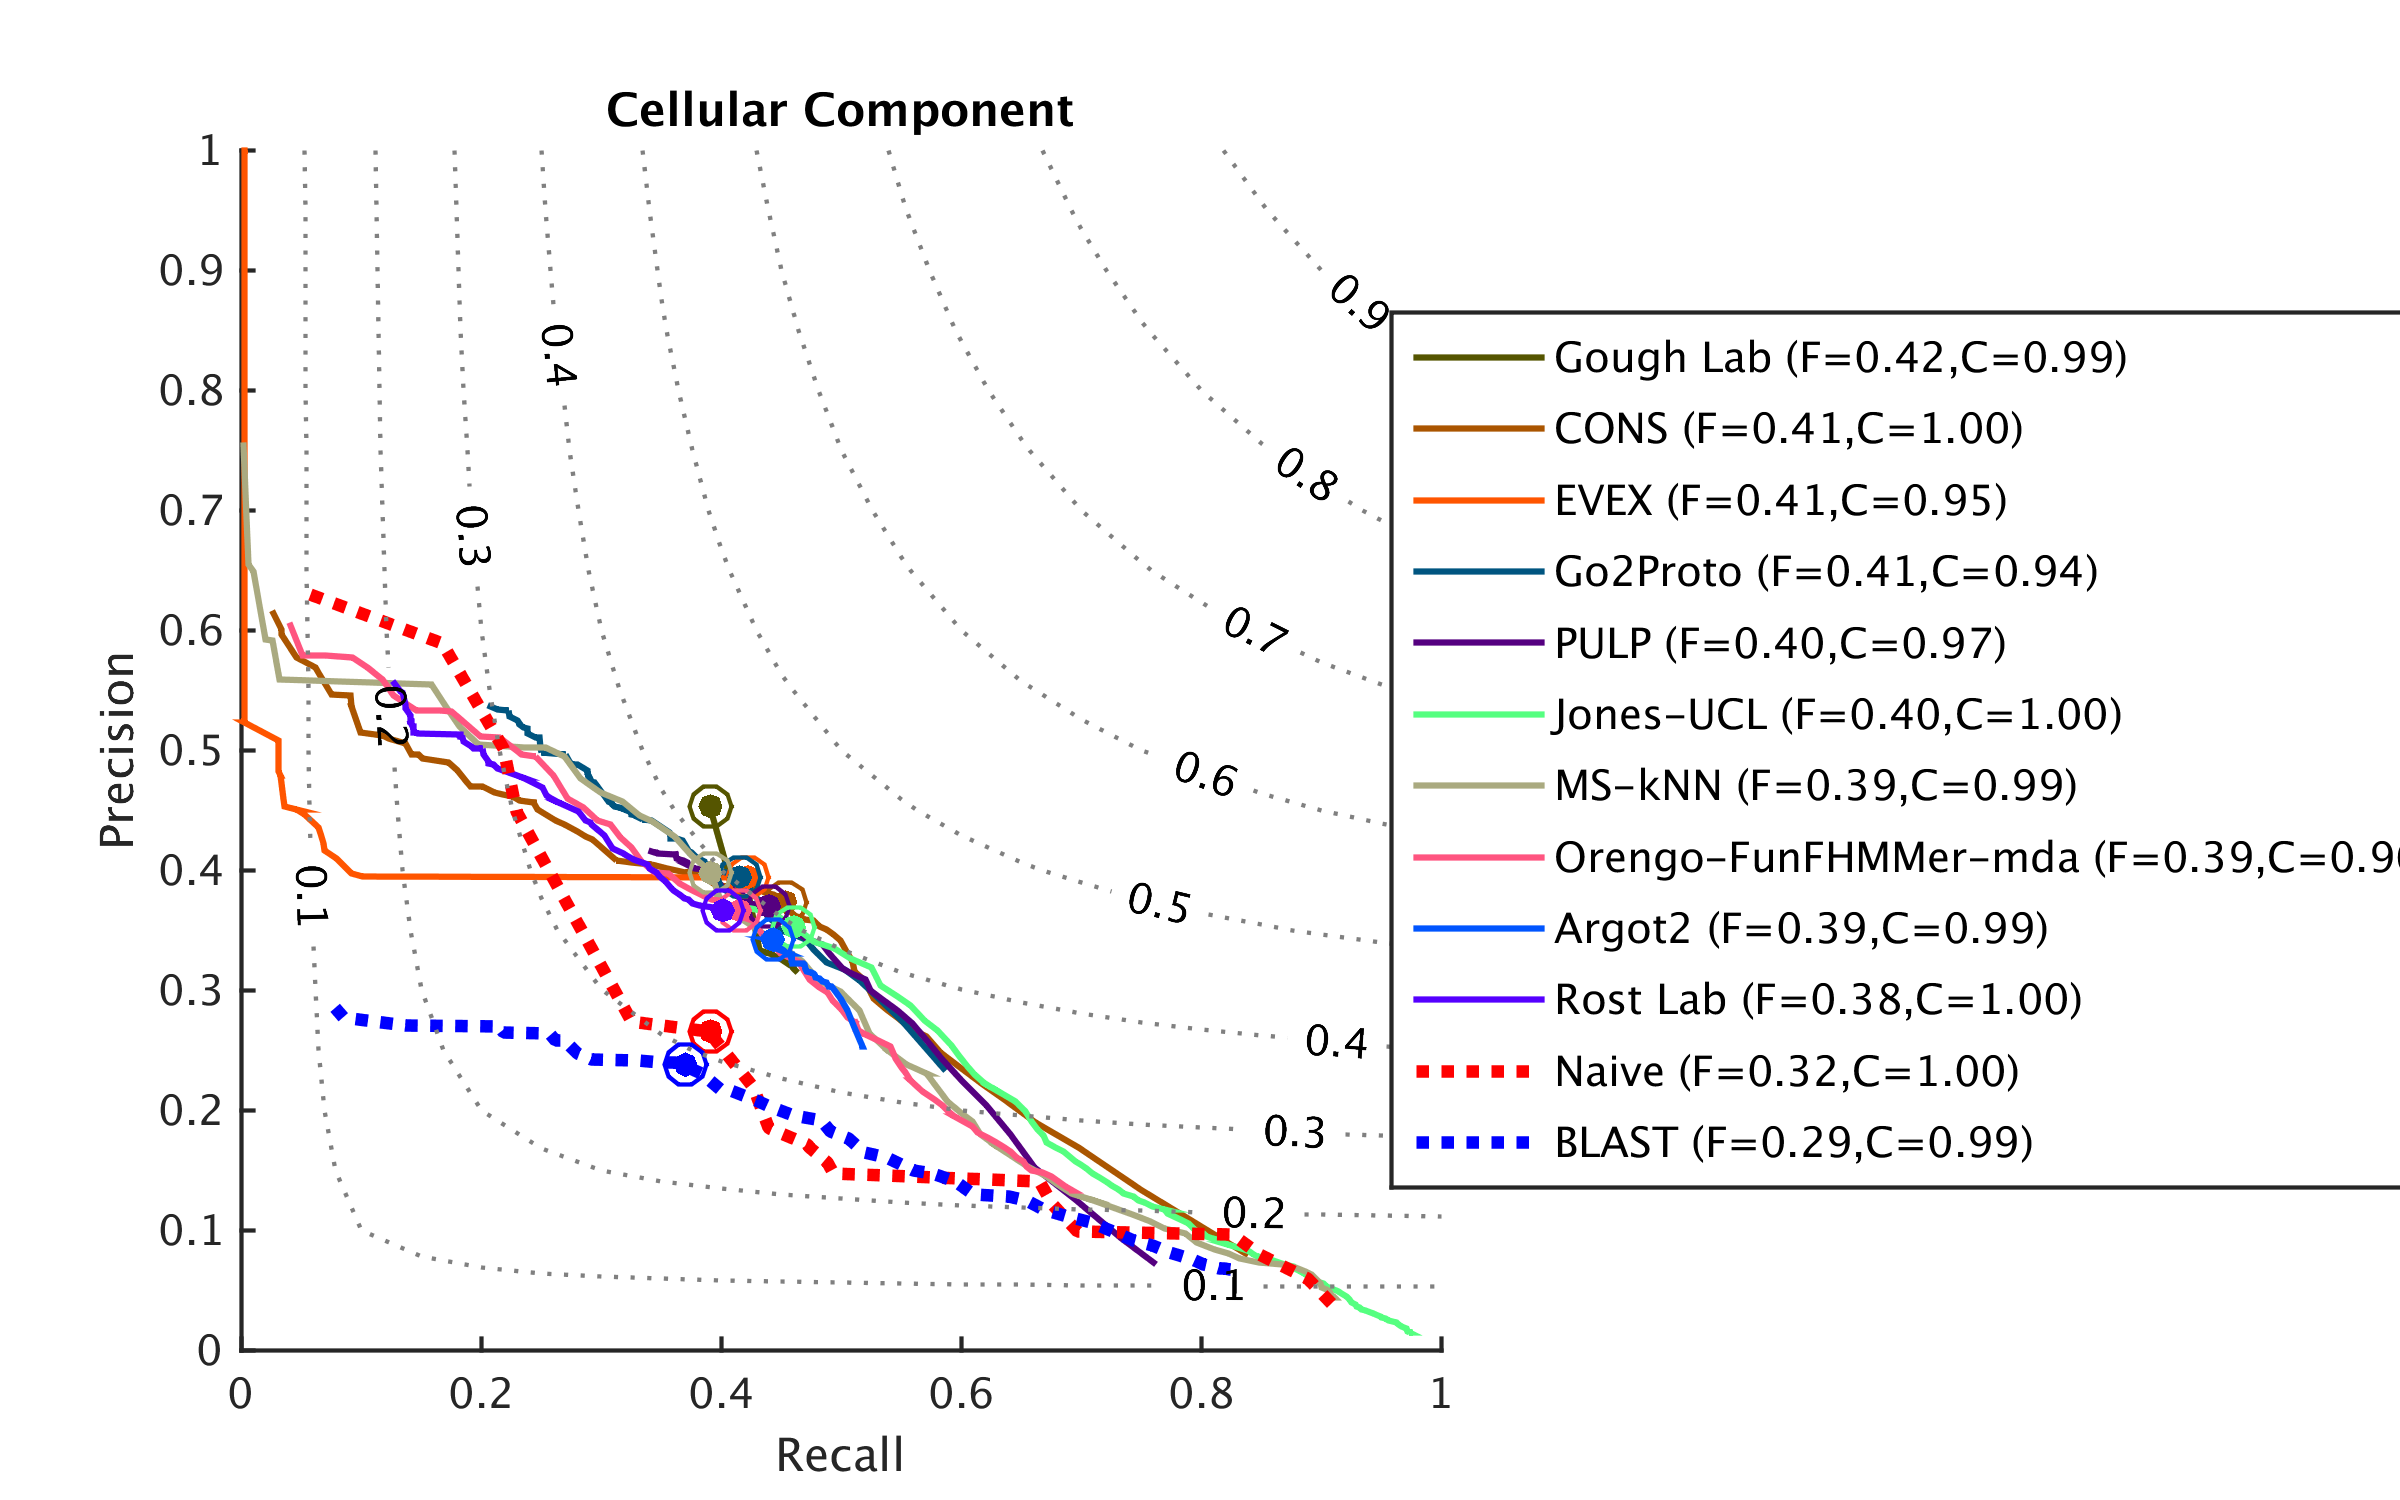 Cellular Component
1
0.9
0.8
0.7
0.6
0.5
0.4
0.3
0.2
0.1
0
Precision
0
0.2
0.4
0.6
0.8
1
Recall
0.1
0.2
0.3
0.4
0.9
0.8
0.7
0.6
0.5
0.4
0.3
0.2
0.1
Gough Lab (F=0.42,C=0.99)
CONS (F=0.41,C=1.00)
EVEX (F=0.41,C=0.95)
Go2Proto (F=0.41,C=0.94)
PULP (F=0.40,C=0.97)
Jones-UCL (F=0.40,C=1.00)
MS-kNN (F=0.39,C=0.99)
Orengo-FunFHMMer-mda
Argot2 (F=0.39,C=0.99)
Rost Lab (F=0.38,C=1.00)
Naive (F=0.32,C=1.00)
BLAST (F=0.29,C=0.99)